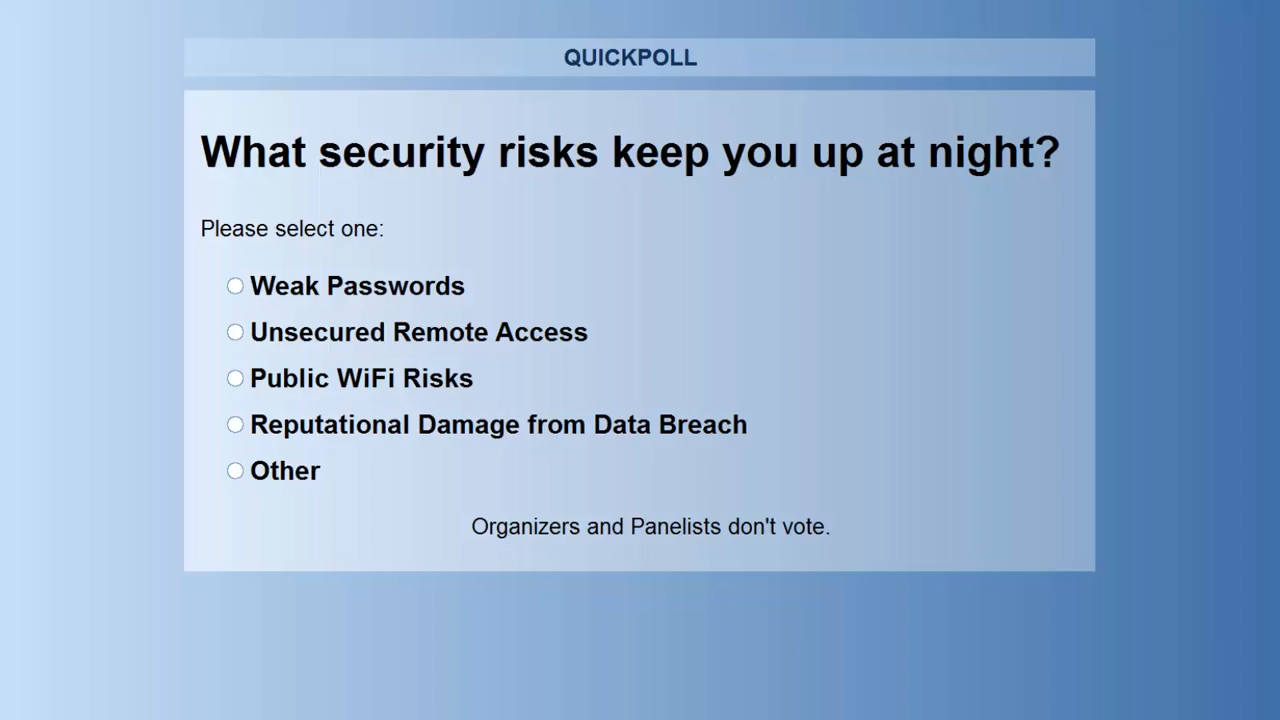 QUICKPOLL
What security risks keep you up at night?
Please select one:
Weak Passwords
Unsecured Remote Access
Public WiFi Risks
Reputational Damage from Data Breach
Other
Organizers and Panelists don't vote.